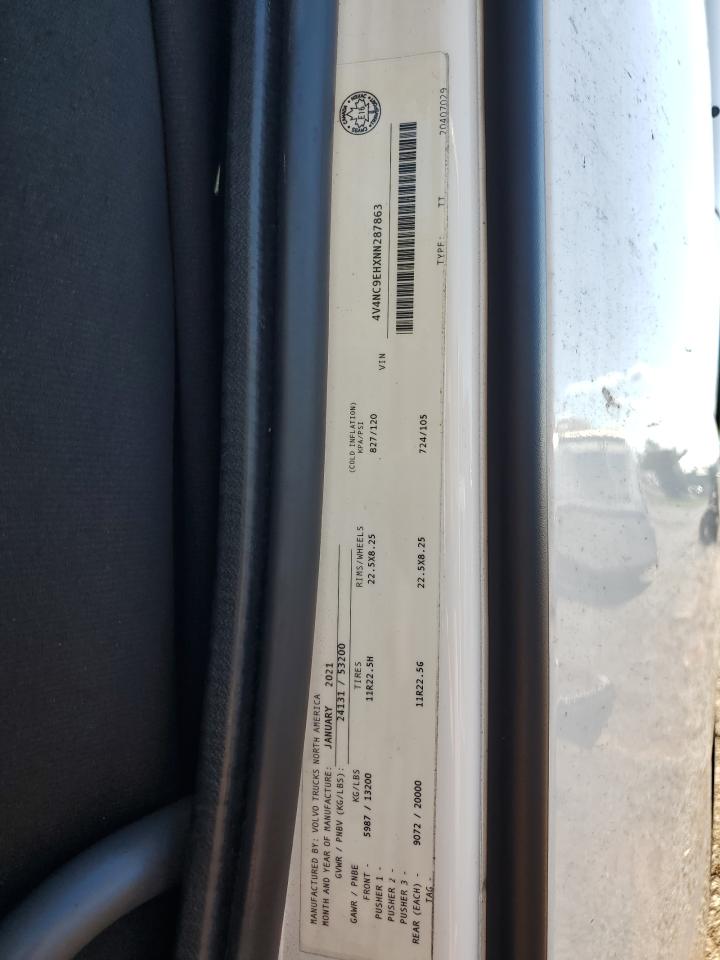 MANUFACTURED BY: VOLVO TRUCKS NORTH AMERICA
MONTH AND YEAR OF MANUFACTURE: JANUARY 2021
GVWR / PNBV (KG/LBS): 24131 / 53200
GAWR / PNBE KG/LBS TIRES RIMS/WHEELS (COLD INFLATION) KPA/PSI
FRONT - 5987 / 13200 11R22.5H 22.5X8.25 827/120
PUSHER 1 -
PUSHER 2 -
PUSHER 3 -
REAR (EACH) - 9072 / 20000 11R22.5G 22.5X8.25 724/105
TAG -
VIN 4V4NC9EHXNN287863
TYPE: TT
20407029
CANADA
CMVSS
E16